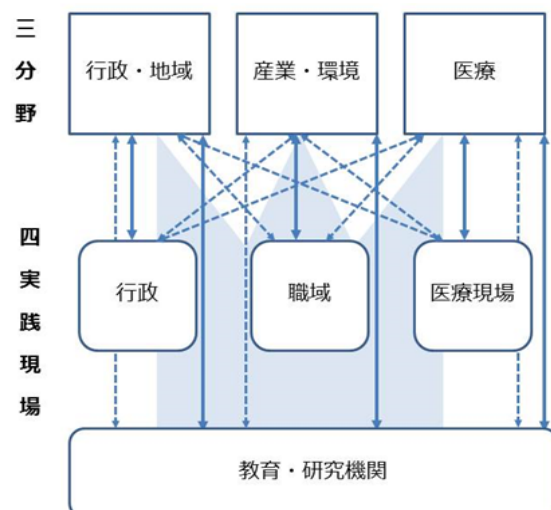 三分野
行政・地域
産業・環境
医療
四実践現場
行政
職域
医療現場
教育・研究機関